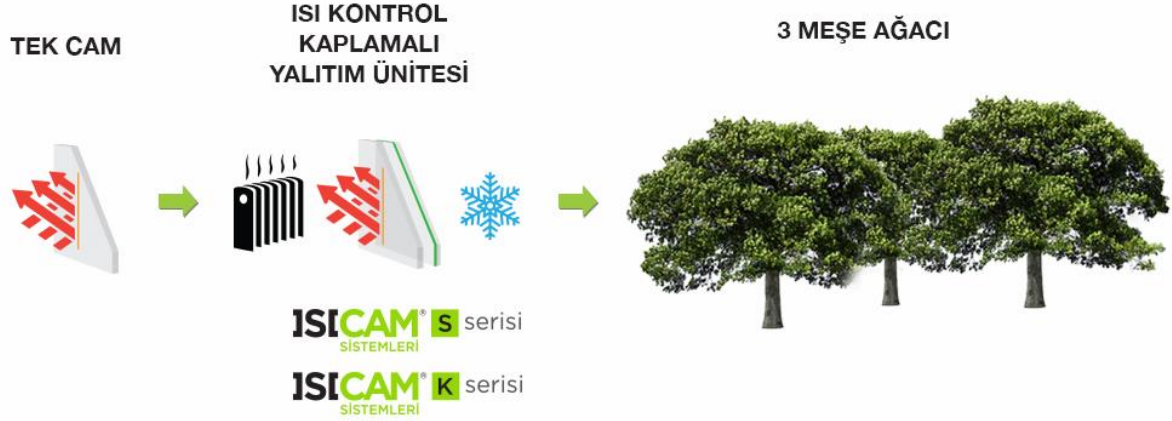 TEK CAM
ISI KONTROL
KAPLAMALI
YALITIM ÜNİTESİ
3 MEŞE AĞACI
ISICAM® S serisi
SİSTEMLERİ
ISICAM® K serisi
SİSTEMLERİ